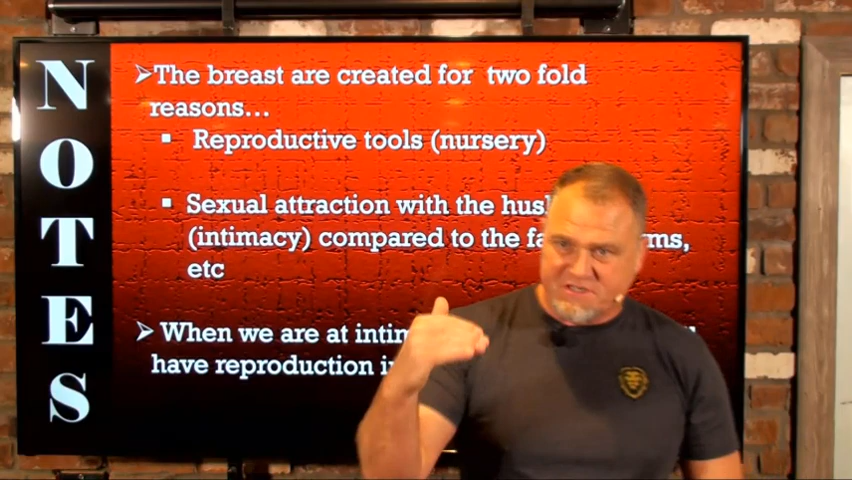 NOTES
➢The breast are created for two fold
reasons…
▪ Reproductive tools (nursery)
▪ Sexual attraction with the
(intimacy) compared to the
etc
➢ When we are at
have reproduction